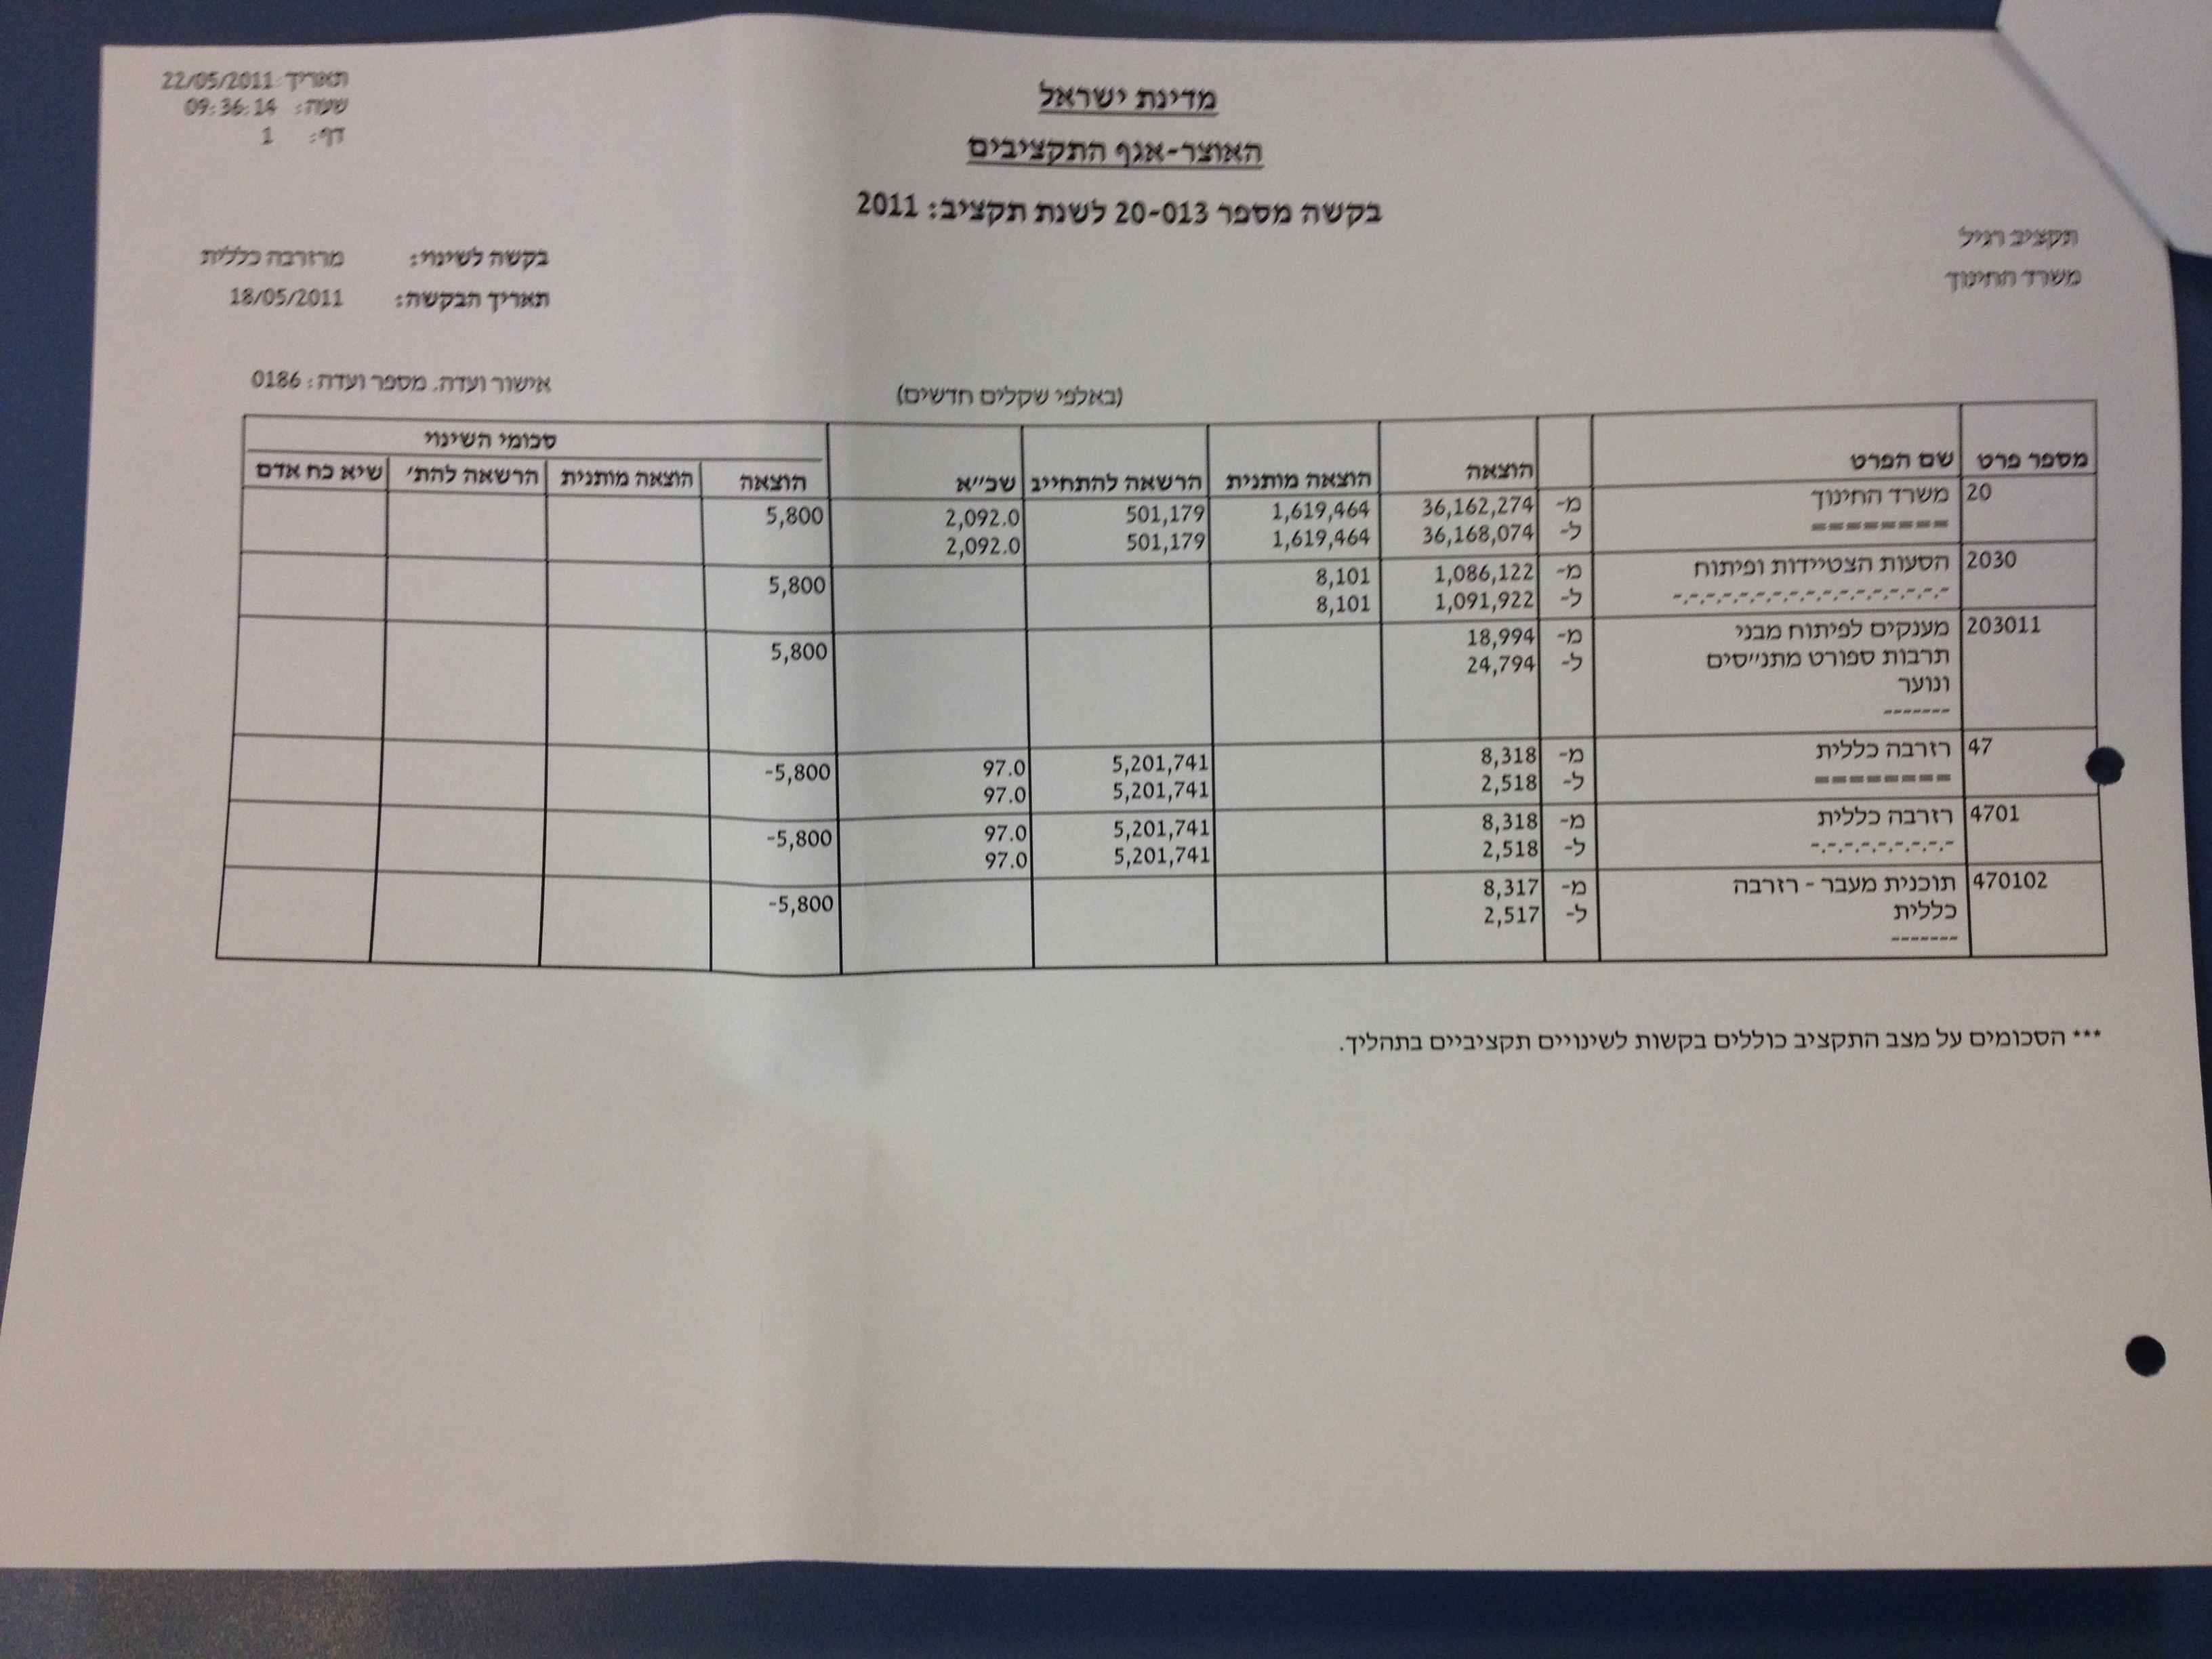 תאריך: 22/05/2011
שעה: 09:36:14
דף: 1
מדינת ישראל
האוצר-אגף התקציבים
בקשה מספר 20-013 לשנת תקציב: 2011
תקציב רגיל
משרד החינוך
בקשה לשינוי: מרזרבה כללית
תאריך הבקשה: 18/05/2011
אישור ועדה. מספר ועדה: 0186
(באלפי שקלים חדשים)
סכומי השינוי
מספר פרט שם הפרט הוצאה הוצאה מותנית הרשאה להתחייב שכ"א הוצאה הוצאה מותנית הרשאה להת' שיא כח אדם
20 משרד החינוך מ- 36,162,274 1,619,464 501,179 2,092.0 5,800
======== ל- 36,168,074 1,619,464 501,179 2,092.0
2030 הסעות הצטיידות ופיתוח מ- 1,086,122 8,101 5,800
-.-.-.-.-.-.-.-.-.-.-.-.-.-.-.-.- ל- 1,091,922 8,101
203011 מענקים לפיתוח מבני מ- 18,994 5,800
תרבות ספורט מתנ"סים ל- 24,794
ונוער
-------
47 רזרבה כללית מ- 8,318 5,201,741 97.0 -5,800
======== ל- 2,518 5,201,741 97.0
4701 רזרבה כללית מ- 8,318 5,201,741 97.0 -5,800
-.-.-.-.-.-.-.-.- ל- 2,518 5,201,741 97.0
470102 תוכנית מעבר - רזרבה מ- 8,317 -5,800
כללית ל- 2,517
-------
*** הסכומים על מצב התקציב כוללים בקשות לשינויים תקציביים בתהליך.